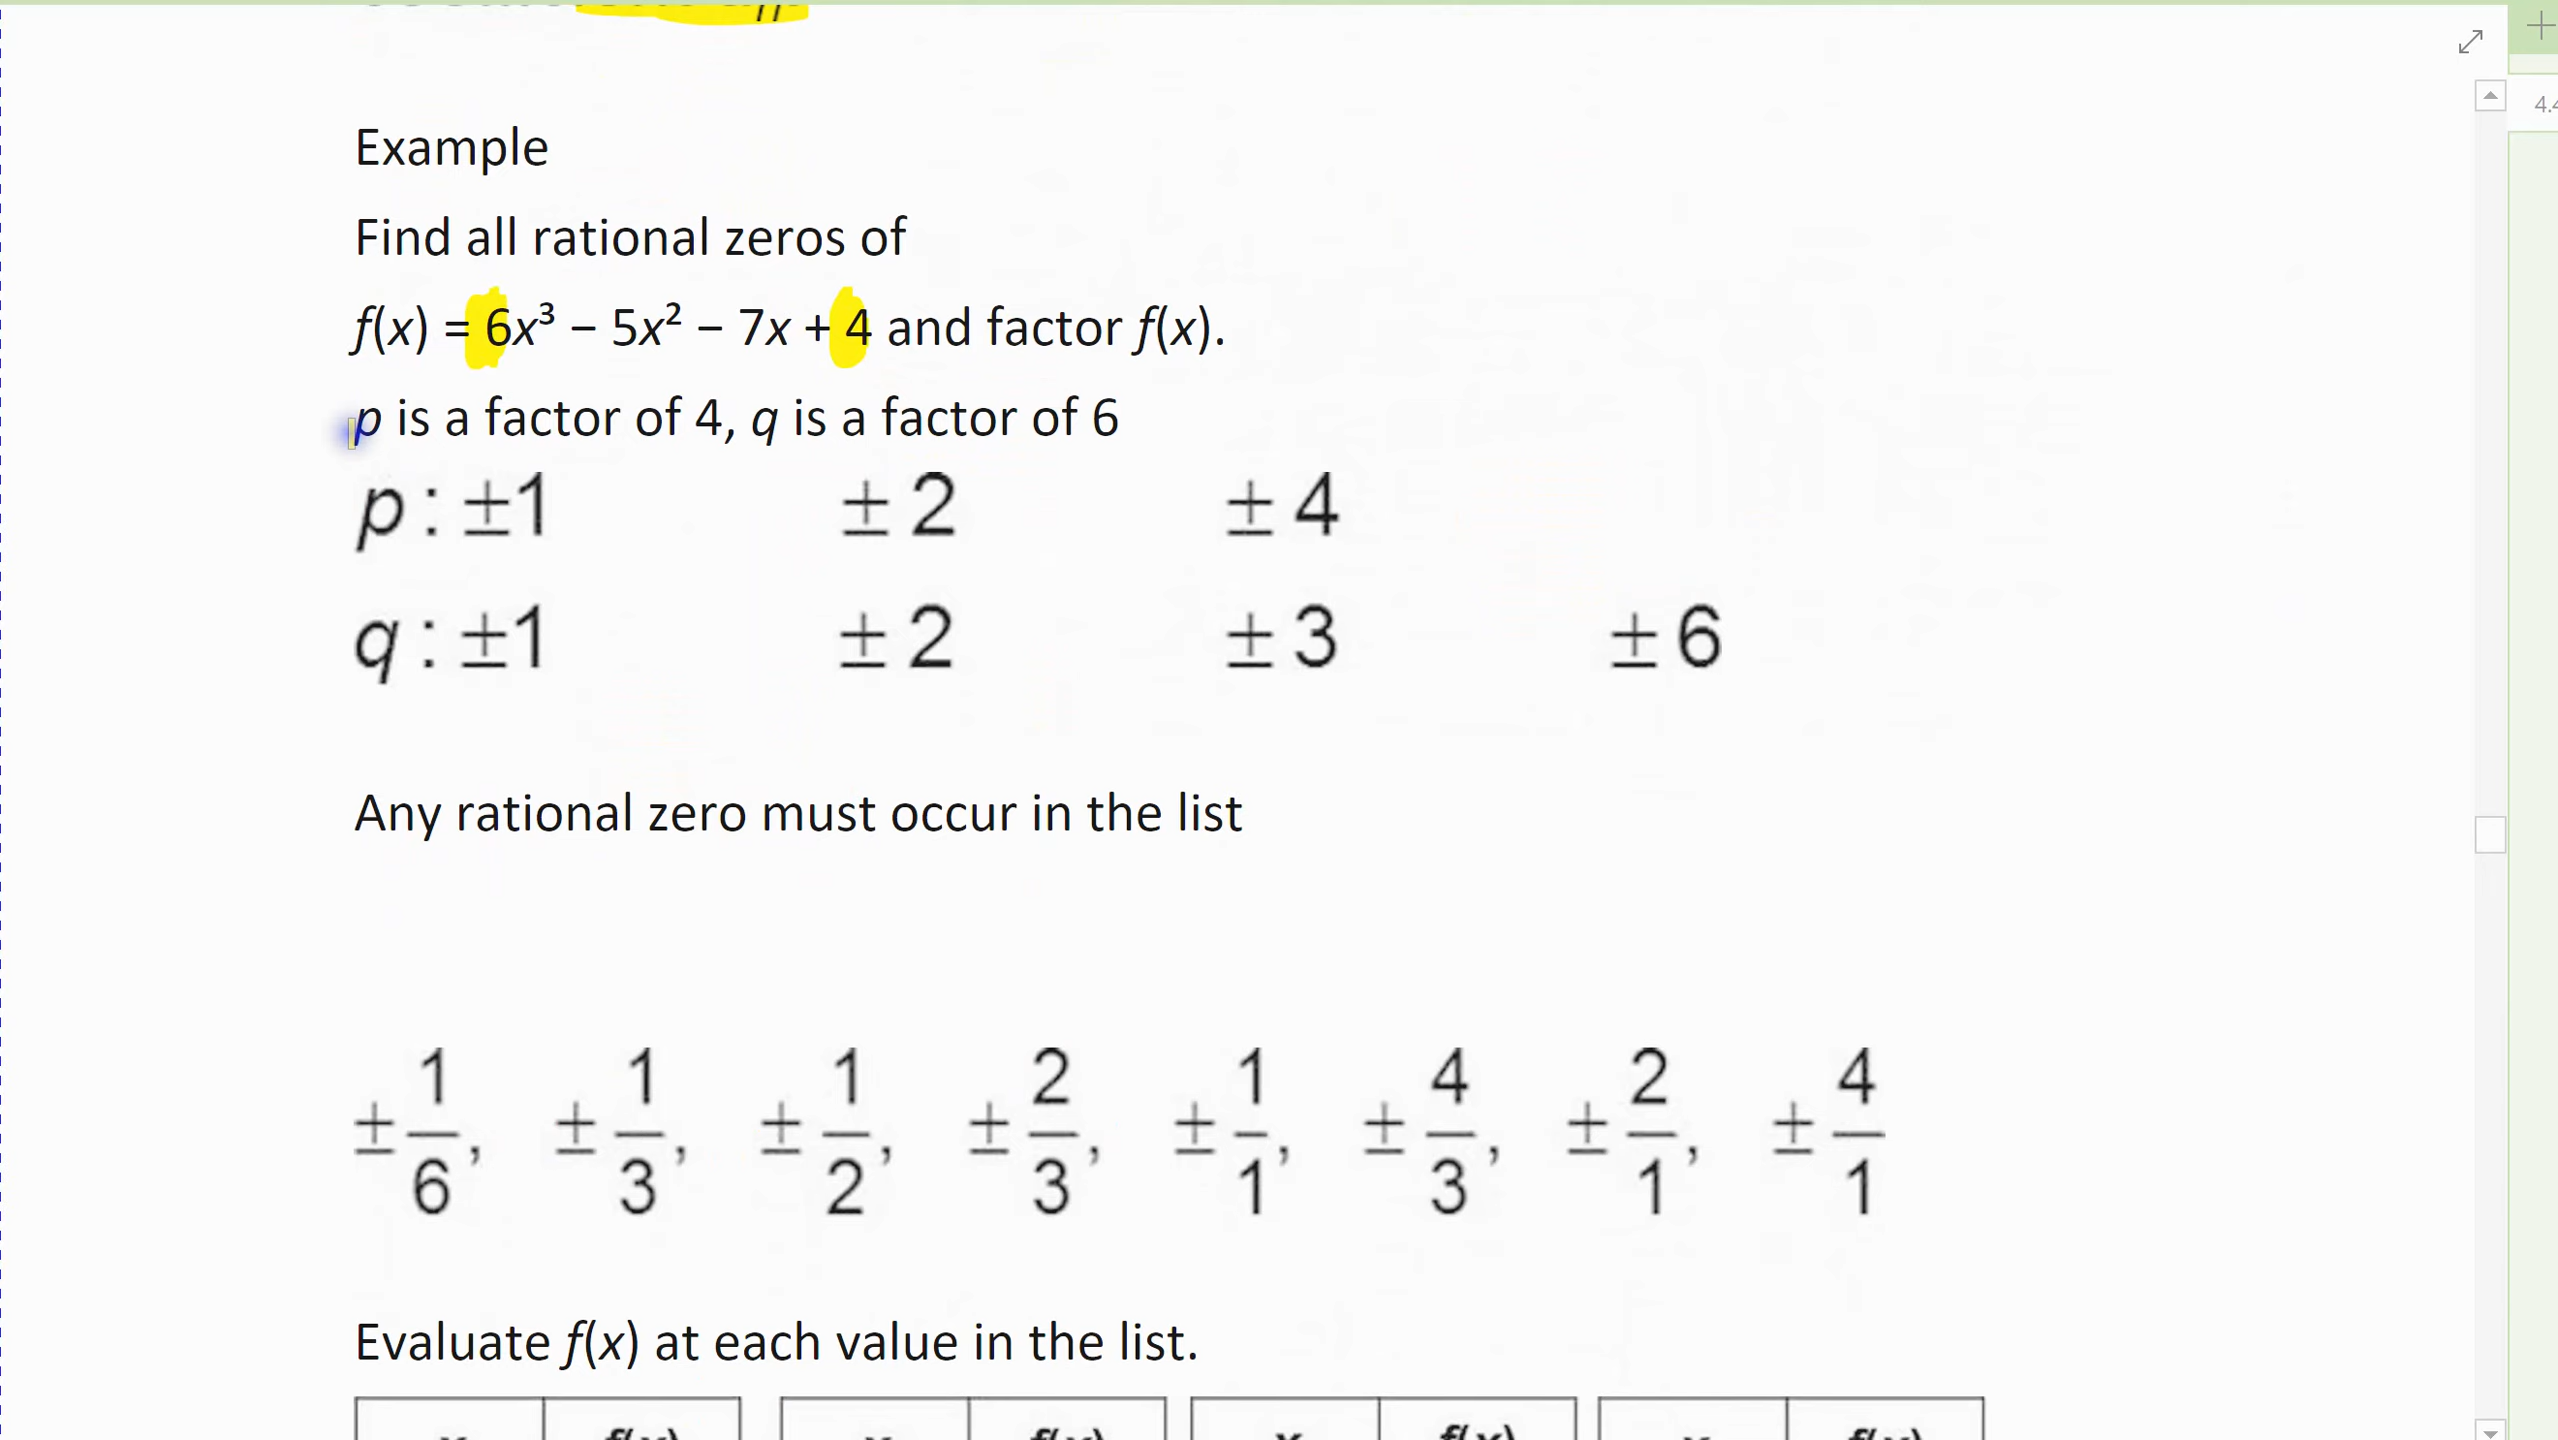 Example
Find all rational zeros of
f(x) = 6x³ − 5x² − 7x + 4 and factor f(x).
p is a factor of 4, q is a factor of 6
p : ±1 ± 2 ± 4
q : ±1 ± 2 ± 3 ± 6
Any rational zero must occur in the list
± 1/6, ± 1/3, ± 1/2, ± 2/3, ± 1/1, ± 4/3, ± 2/1, ± 4/1
Evaluate f(x) at each value in the list.
x f(x) x f(x) x f(x) x f(x)